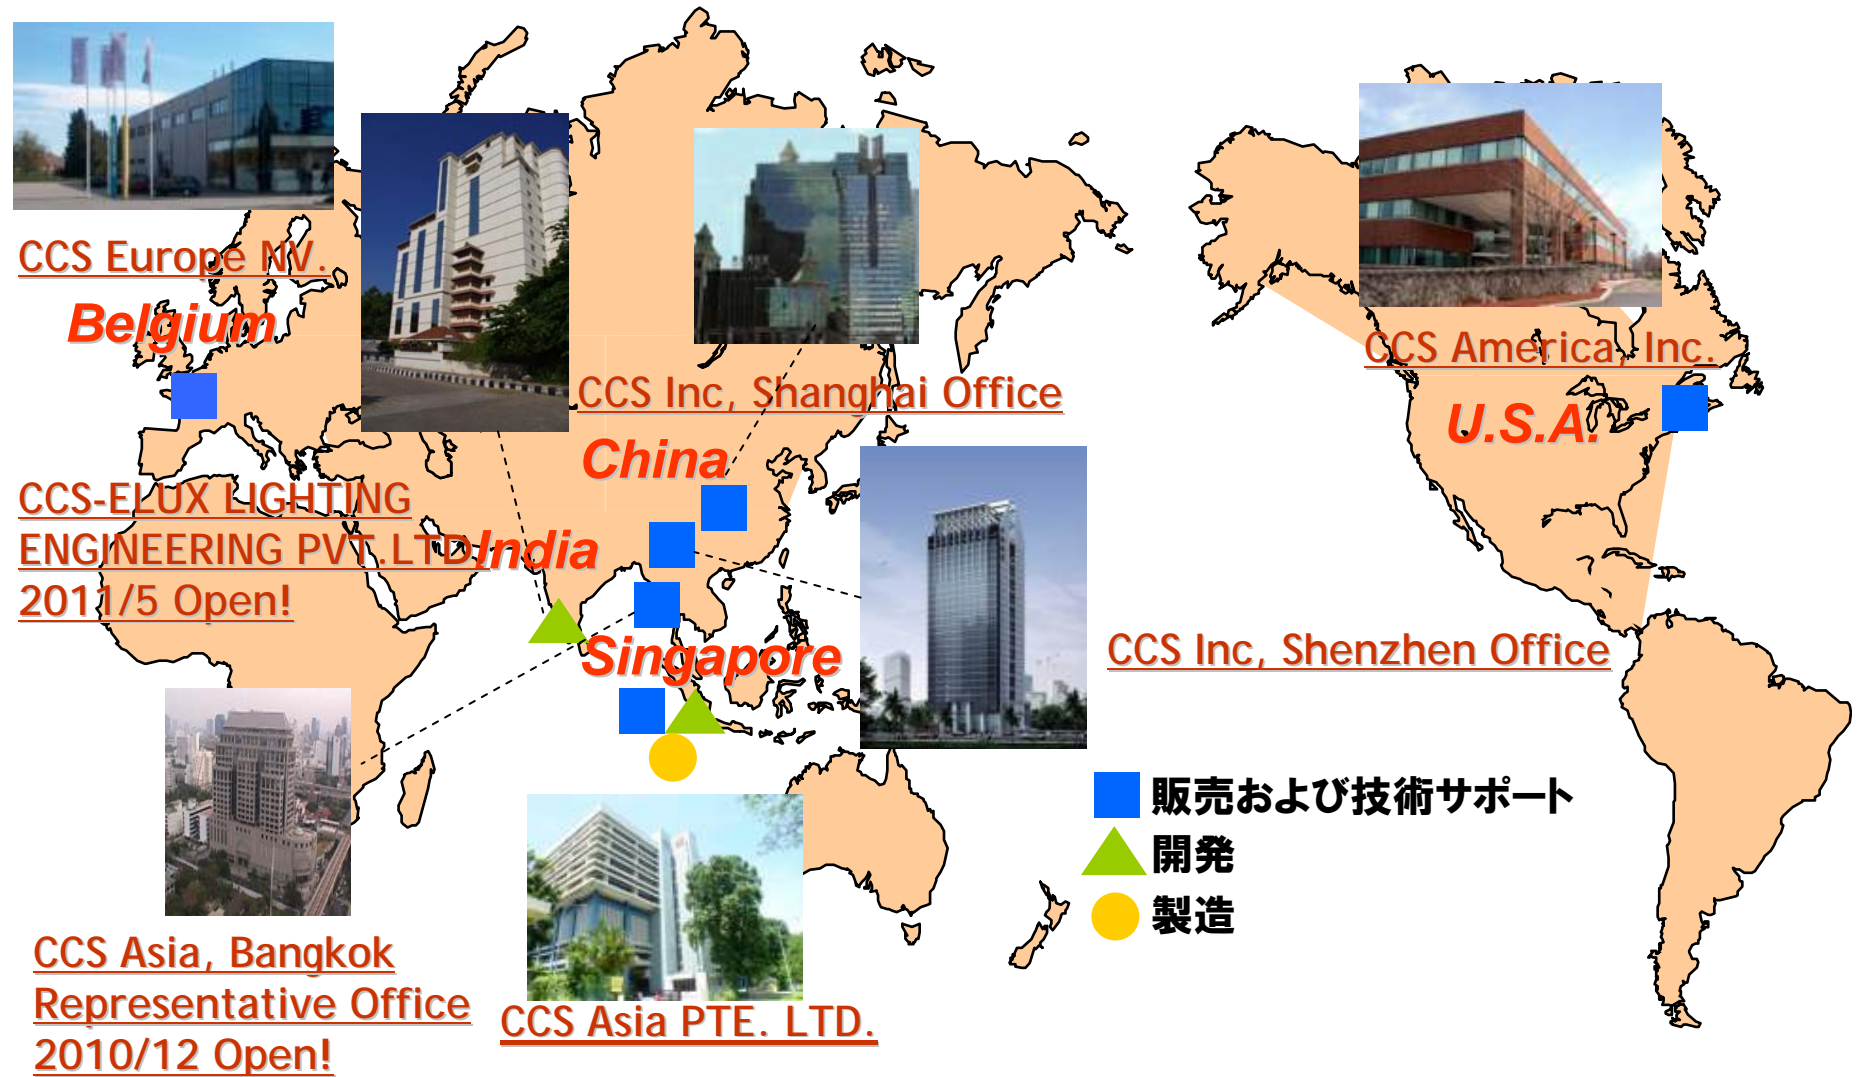 CCS Europe NV.
Belgium
CCS Inc, Shanghai Office
China
CCS America, Inc.
U.S.A.
CCS-ELUX LIGHTING
ENGINEERING PVT.LTD.
2011/5 Open!
India
Singapore
CCS Inc, Shenzhen Office
販売および技術サポート
開発
製造
CCS Asia, Bangkok
Representative Office
2010/12 Open!
CCS Asia PTE. LTD.